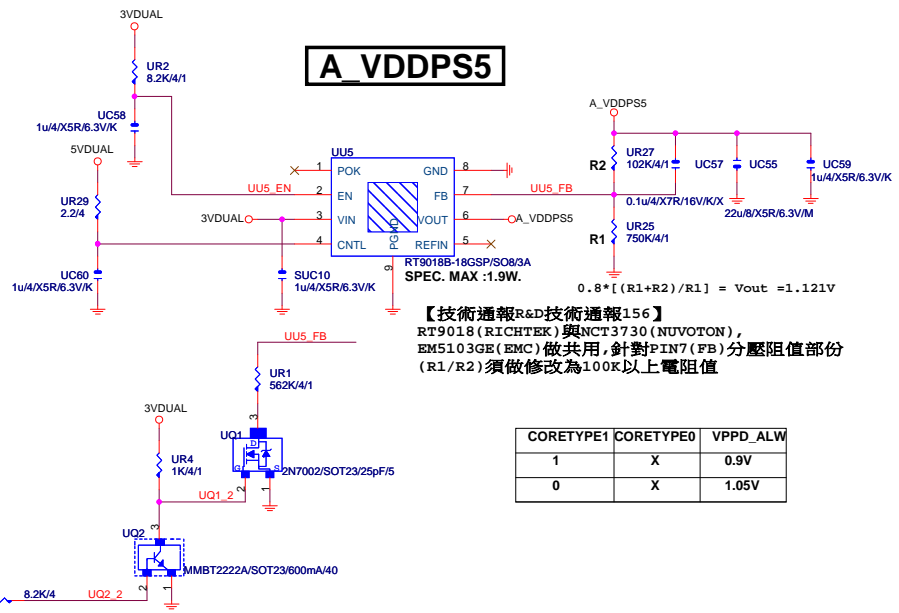 3VDUAL
UR2
8.2K/4/1
A_VDDPS5
UC58
1u/4/X5R/6.3V/K
5VDUAL
UR29
2.2/4
UC60
1u/4/X5R/6.3V/K
UU5_EN
3VDUAL
SUC10
1u/4/X5R/6.3V/K
UU5
1 POK GND 8
2 EN FB 7
3 VIN VOUT 6
4 CNTL REFIN 5
PGND
9
UU5_FB
A_VDDPS5
RT9018B-18GSP/SO8/3A
SPEC. MAX :1.9W.
A_VDDPS5
R2
UR27
102K/4/1
UC57
0.1u/4/X7R/16V/K/X
UC55
22u/8/X5R/6.3V/M
UC59
1u/4/X5R/6.3V/K
R1
UR25
750K/4/1
0.8*[(R1+R2)/R1] = Vout =1.121V
【技術通報R&D技術通報156】
RT9018(RICHTEK)與NCT3730(NUVOTON),
EM5103GE(EMC)做共用,針對PIN7(FB)分壓阻值部份
(R1/R2)須做修改為100K以上電阻值
UU5_FB
UR1
562K/4/1
3VDUAL
UR4
1K/4/1
UQ1
3
D
G
S
2N7002/SOT23/25pF/5
2
1
UQ1_2
UQ2
3
MMBT2222A/SOT23/600mA/40
2
1
8.2K/4
UQ2_2
CORETYPE1 CORETYPE0 VPPD_ALW
1 X 0.9V
0 X 1.05V